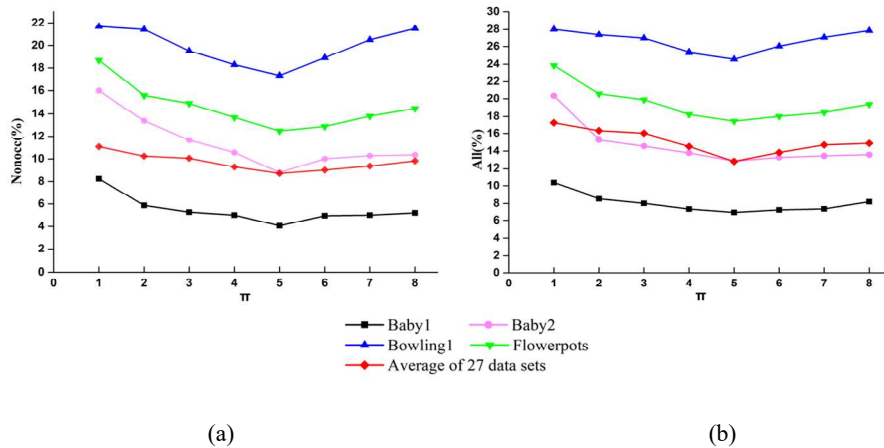 Nonocc(%)
22
20
18
16
14
12
10
8
6
4
2
0
0 1 2 3 4 5 6 7 8
π
All(%)
30
28
26
24
22
20
18
16
14
12
10
8
6
4
2
0
0 1 2 3 4 5 6 7 8
π
Baby1 Baby2
Bowling1 Flowerpots
Average of 27 data sets
(a) (b)